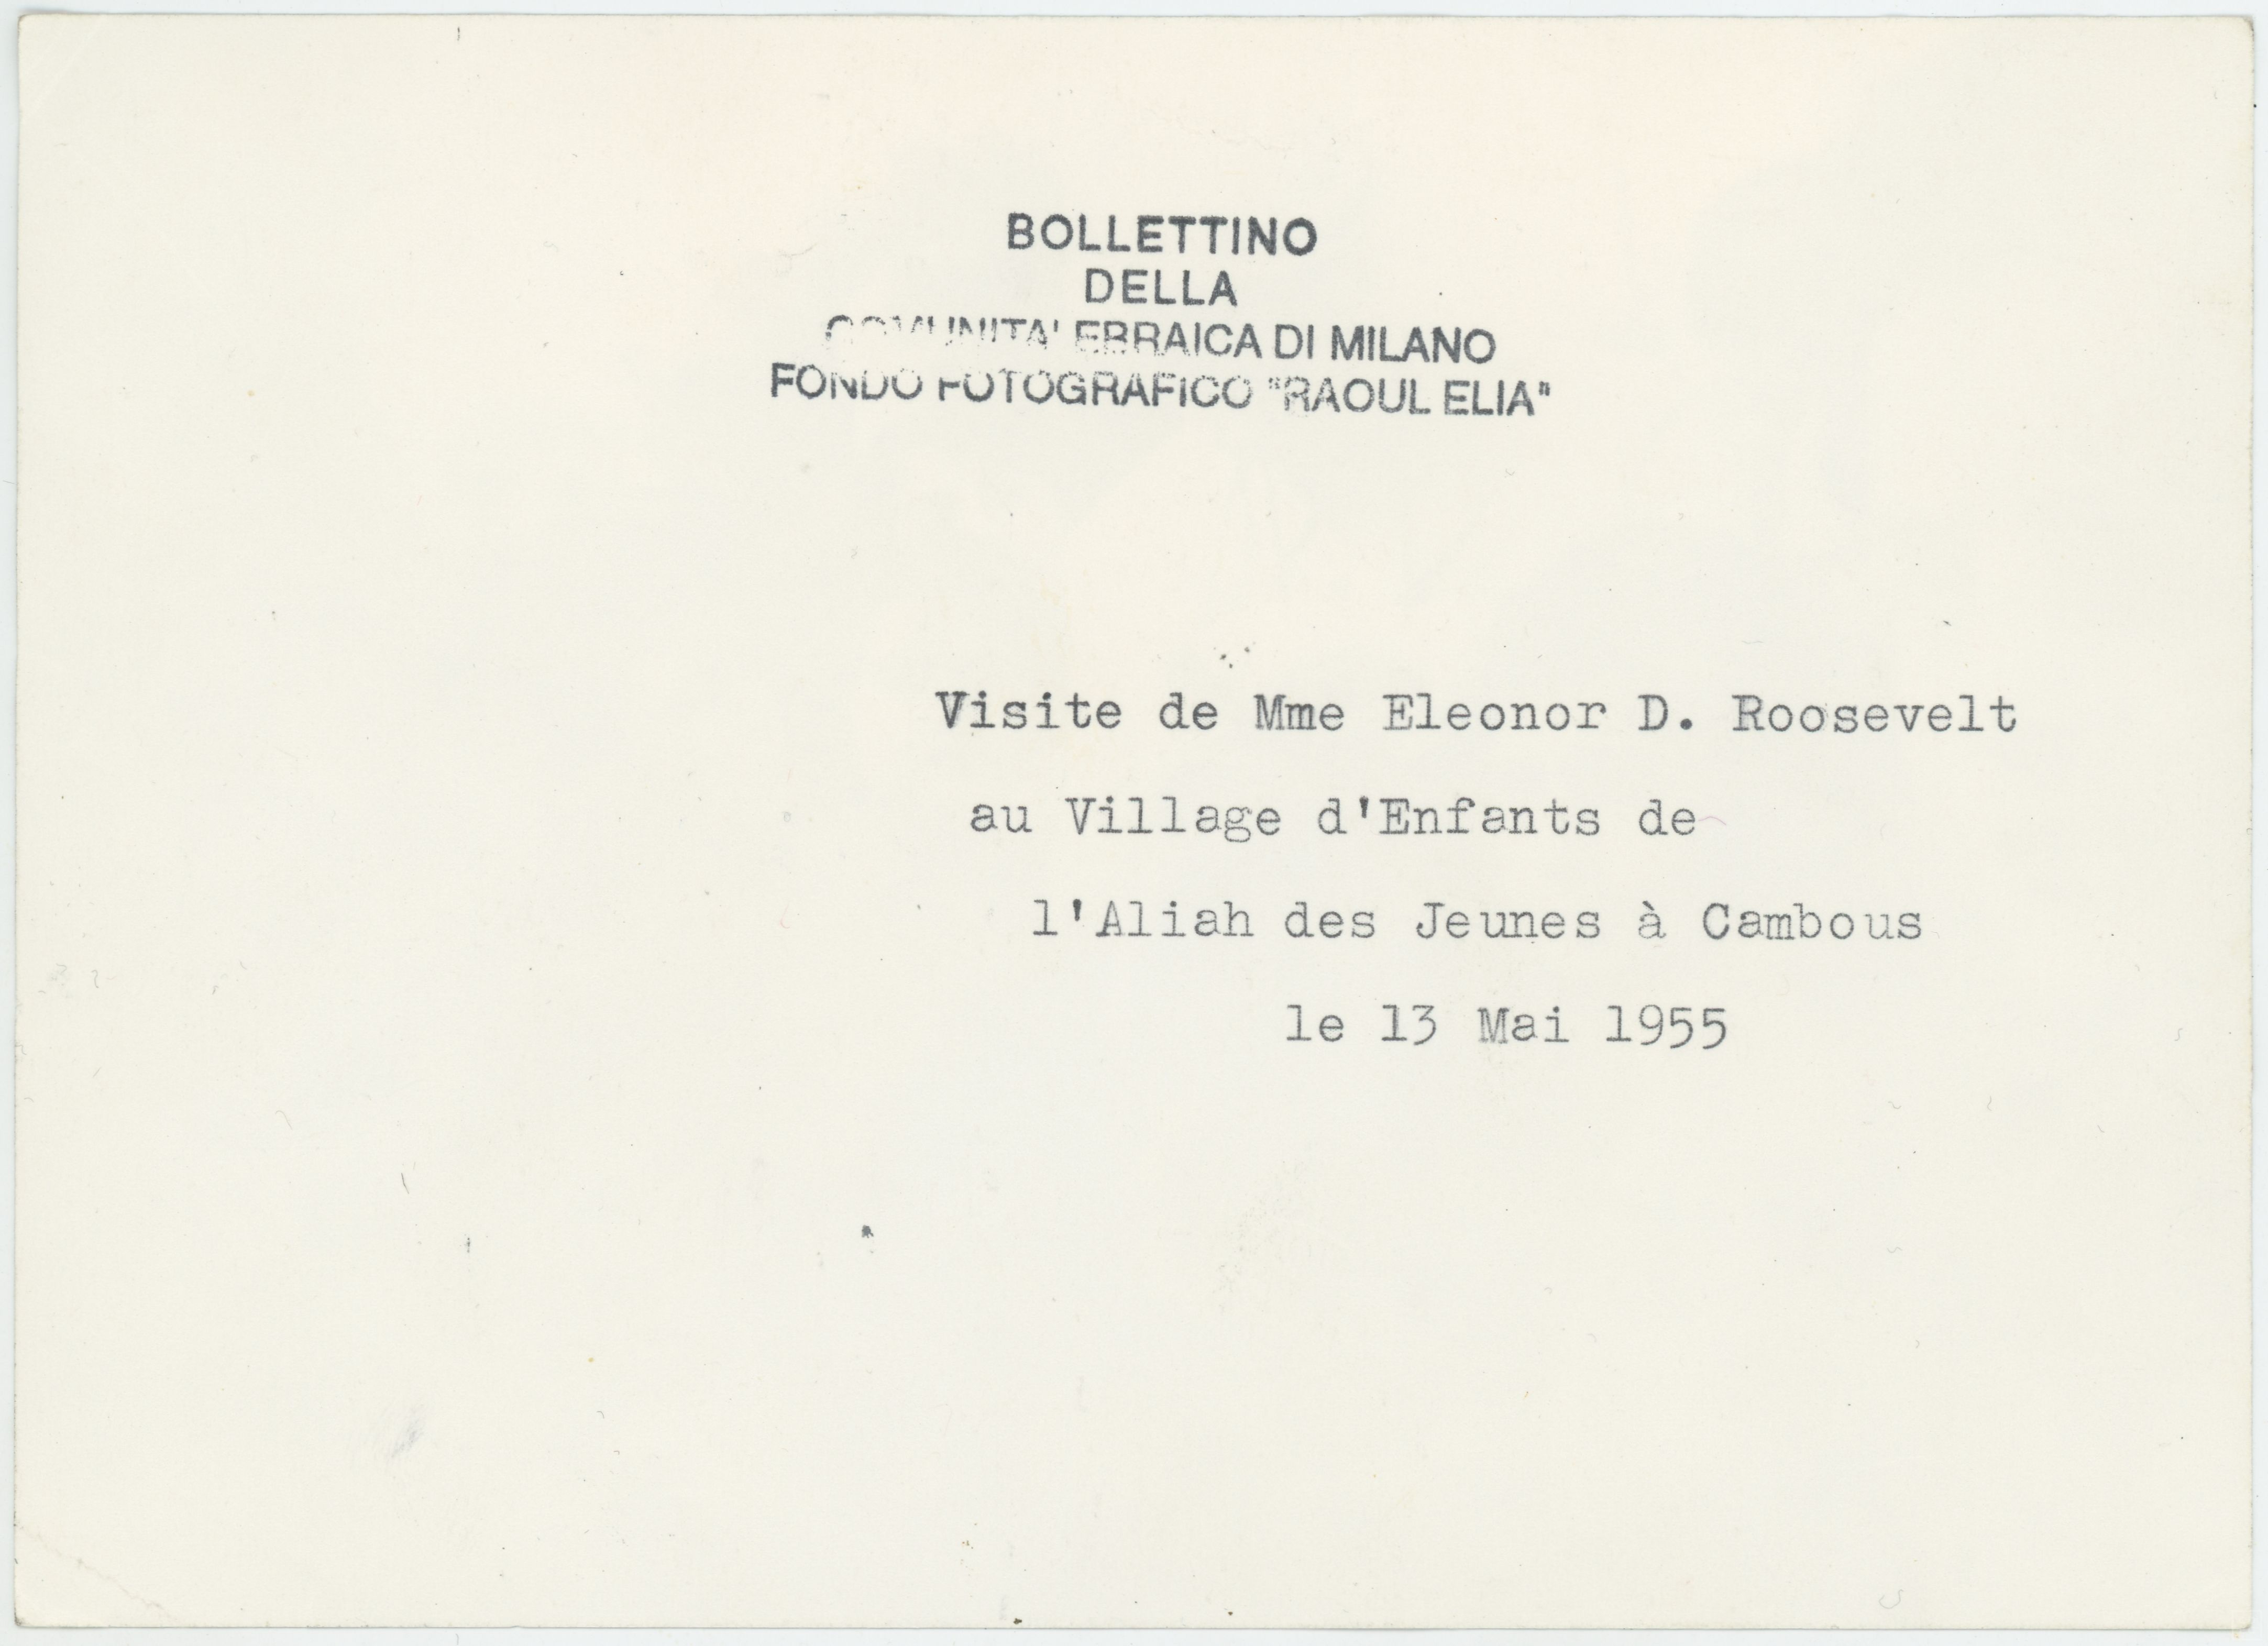 BOLLETTINO
DELLA
COMUNITA' EBRAICA DI MILANO
FONDO FOTOGRAFICO "RAOUL ELIA"
Visite de Mme Eleonor D. Roosevelt
au Village d'Enfants de
l'Aliah des Jeunes à Cambous
le 13 Mai 1955